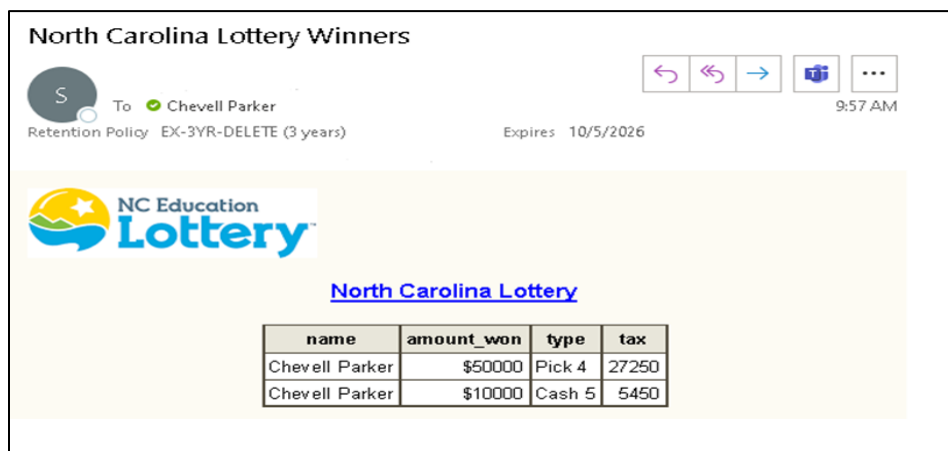 North Carolina Lottery Winners
S
To Chevell Parker
9:57 AM
Retention Policy EX-3YR-DELETE (3 years) Expires 10/5/2026
NC Education
Lottery
North Carolina Lottery
name amount_won type tax
Chevell Parker $50000 Pick 4 27250
Chevell Parker $10000 Cash 5 5450